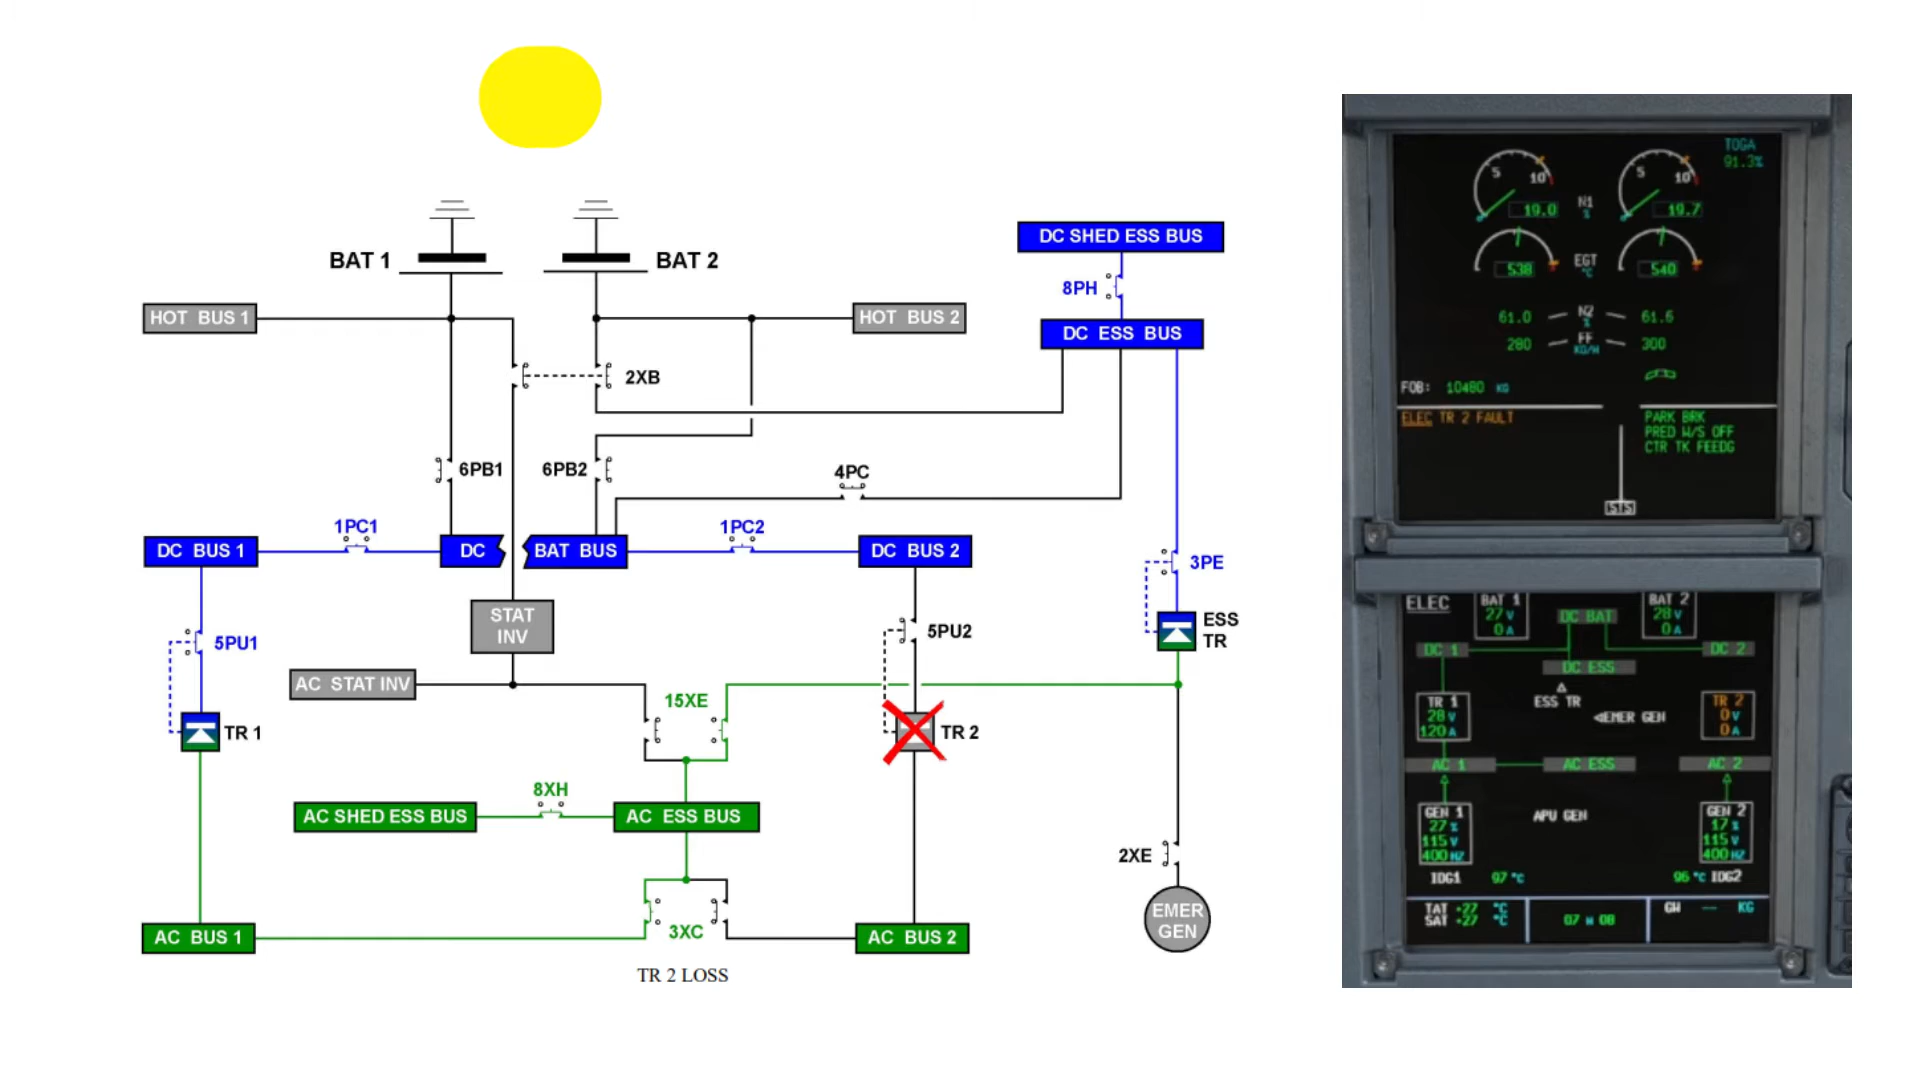 BAT 1
BAT 2
HOT BUS 1
HOT BUS 2
DC SHED ESS BUS
8PH
DC ESS BUS
2XB
6PB1
6PB2
4PC
1PC1
1PC2
DC BUS 1
DC
BAT BUS
DC BUS 2
3PE
STAT
INV
5PU1
5PU2
ESS
TR
AC STAT INV
15XE
TR 1
TR 2
8XH
AC SHED ESS BUS
AC ESS BUS
2XE
EMER
GEN
3XC
AC BUS 1
AC BUS 2
TR 2 LOSS
TOGA
91.3%
5
10
5
10
19.0
N1
%
19.7
538
EGT
°C
540
61.0
N2
%
61.6
280
FF
KG/H
300
FOB: 10480 KG
ELEC TR 2 FAULT
PARK BRK
PRED W/S OFF
CTR TK FEEDG
STS
ELEC
BAT 1
27 V
0 A
DC BAT
BAT 2
28 V
0 A
DC 1
DC 2
DC ESS
TR 1
28 V
120 A
ESS TR
EMER GEN
TR 2
0 V
0 A
AC 1
AC ESS
AC 2
GEN 1
27 %
115 V
400 HZ
APU GEN
GEN 2
17 %
115 V
400 HZ
IDG1 97 °C
96 °C IDG2
TAT +27 °C
SAT +27 °C
07 H 08
GW -- KG